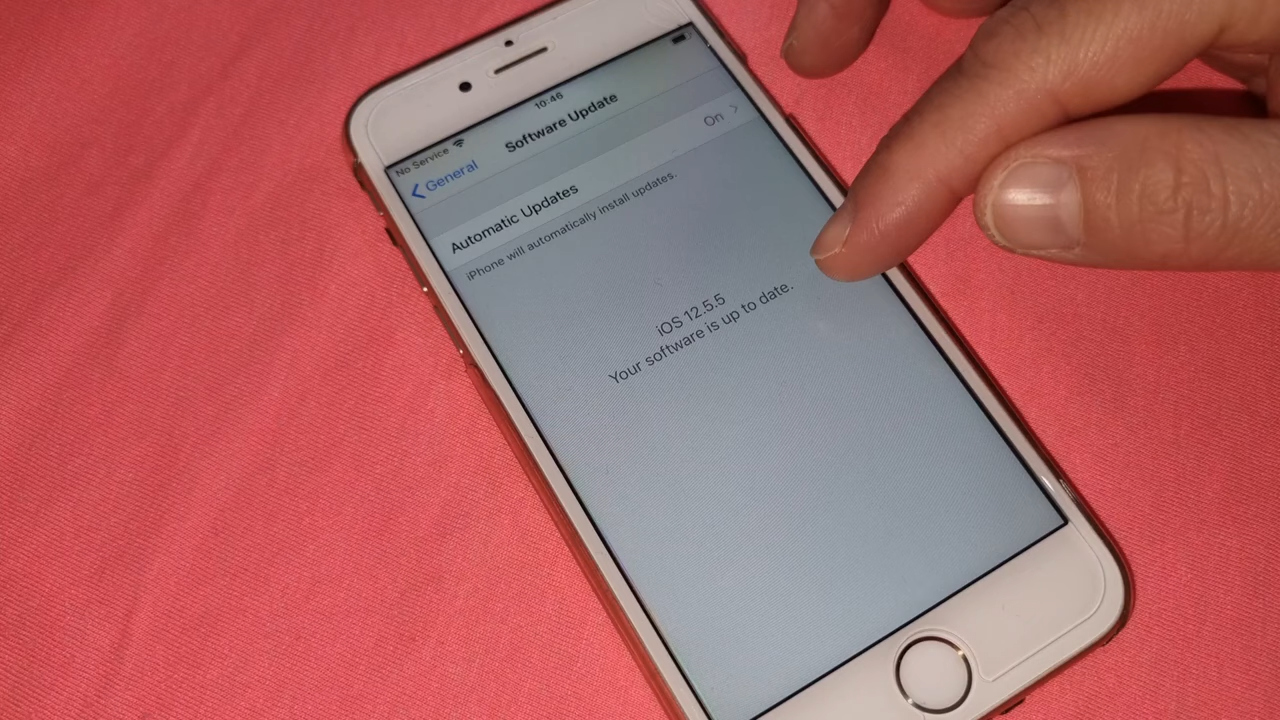 No Service
10:46
General
Software Update
Automatic Updates
On
iPhone will automatically install updates.
iOS 12.5.5
Your software is up to date.